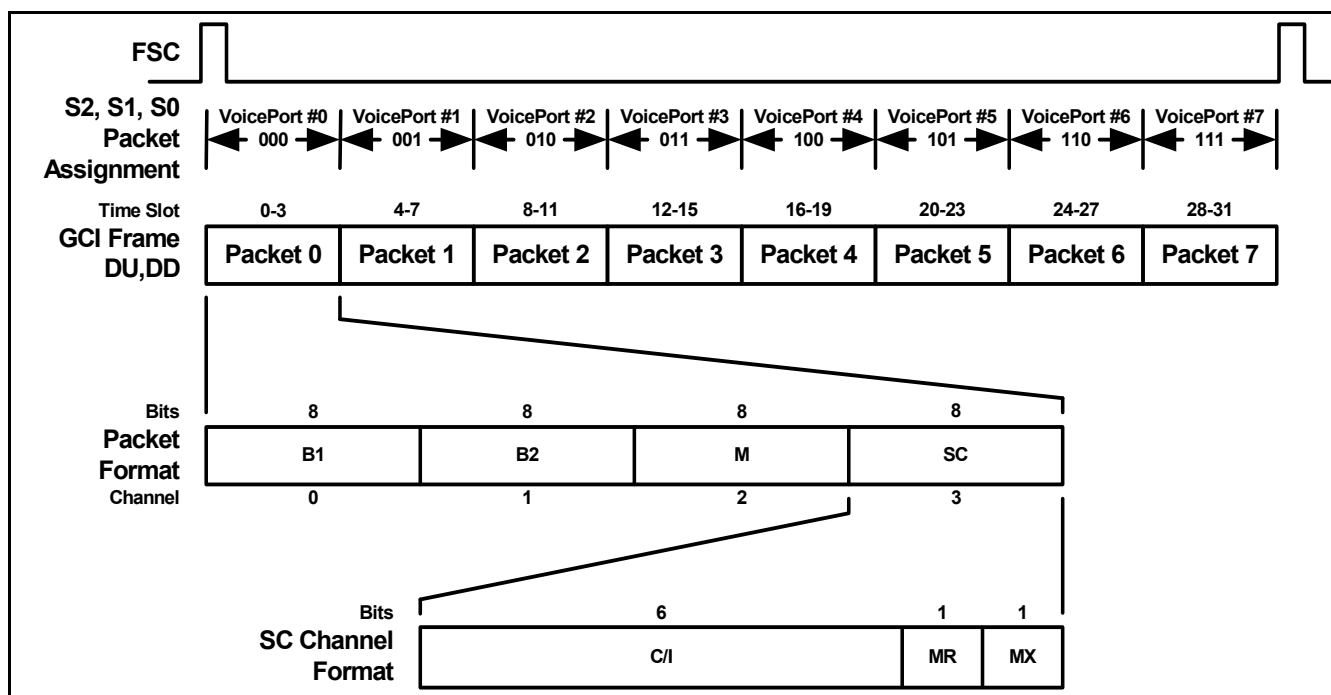 FSC
S2, S1, S0
Packet
Assignment
VoicePort #0 VoicePort #1 VoicePort #2 VoicePort #3 VoicePort #4 VoicePort #5 VoicePort #6 VoicePort #7
000 001 010 011 100 101 110 111
Time Slot 0-3 4-7 8-11 12-15 16-19 20-23 24-27 28-31
GCI Frame
DU,DD
Packet 0 Packet 1 Packet 2 Packet 3 Packet 4 Packet 5 Packet 6 Packet 7
Bits 8 8 8 8
Packet
Format
B1 B2 M SC
Channel 0 1 2 3
Bits 6 1 1
SC Channel
Format
C/I MR MX